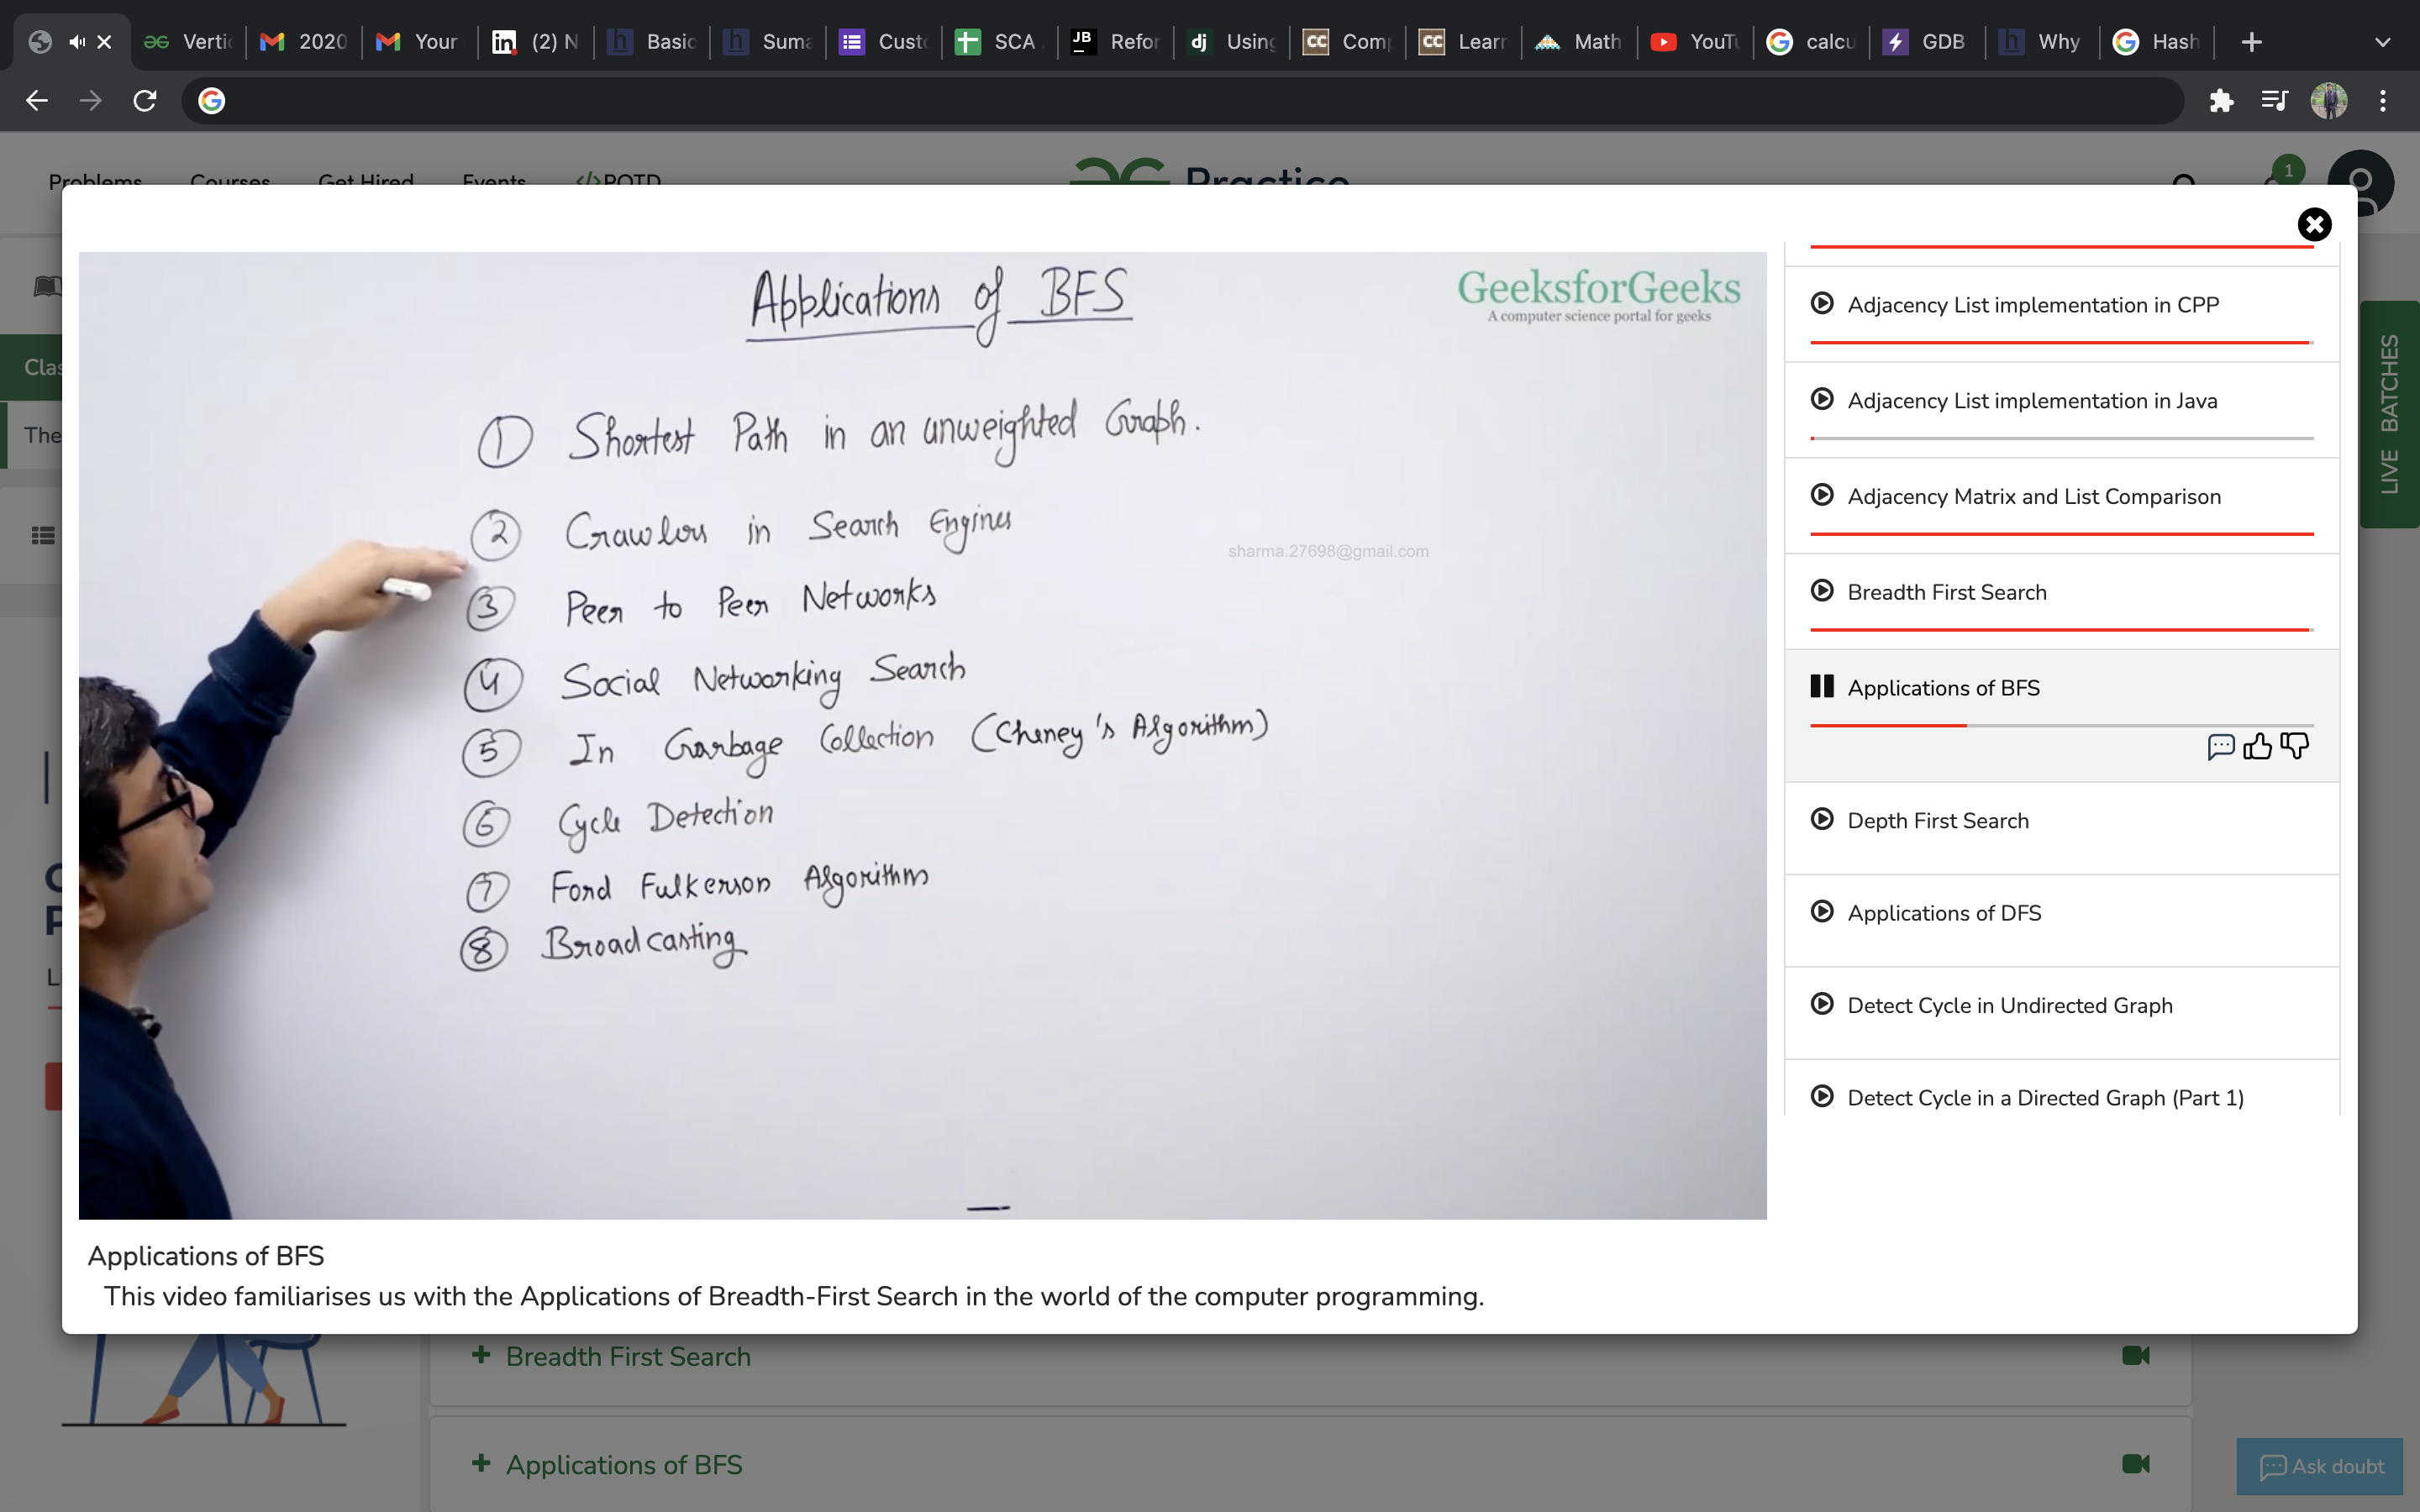 Verti
2020
Your
(2) N
Basic
Suma
Cust
SCA
Refor
Using
Com
Learr
Math
YouTu
calcu
GDB
Why
Hash
Problems
Courses
Get Hired
Events
</>POTD
Practice
1
Clas
The
LIVE BATCHES
Applications of BFS
GeeksforGeeks
A computer science portal for geeks
1 Shortest Path in an unweighted Graph.
2 Crawlers in Search Engines
sharma.27698@gmail.com
3 Peer to Peer Networks
4 Social Networking Search
5 In Garbage Collection (Cheney's Algorithm)
6 Cycle Detection
7 Ford Fulkerson Algorithm
8 Broadcasting
Adjacency List implementation in CPP
Adjacency List implementation in Java
Adjacency Matrix and List Comparison
Breadth First Search
Applications of BFS
Depth First Search
Applications of DFS
Detect Cycle in Undirected Graph
Detect Cycle in a Directed Graph (Part 1)
Applications of BFS
This video familiarises us with the Applications of Breadth-First Search in the world of the computer programming.
+ Breadth First Search
+ Applications of BFS
Ask doubt